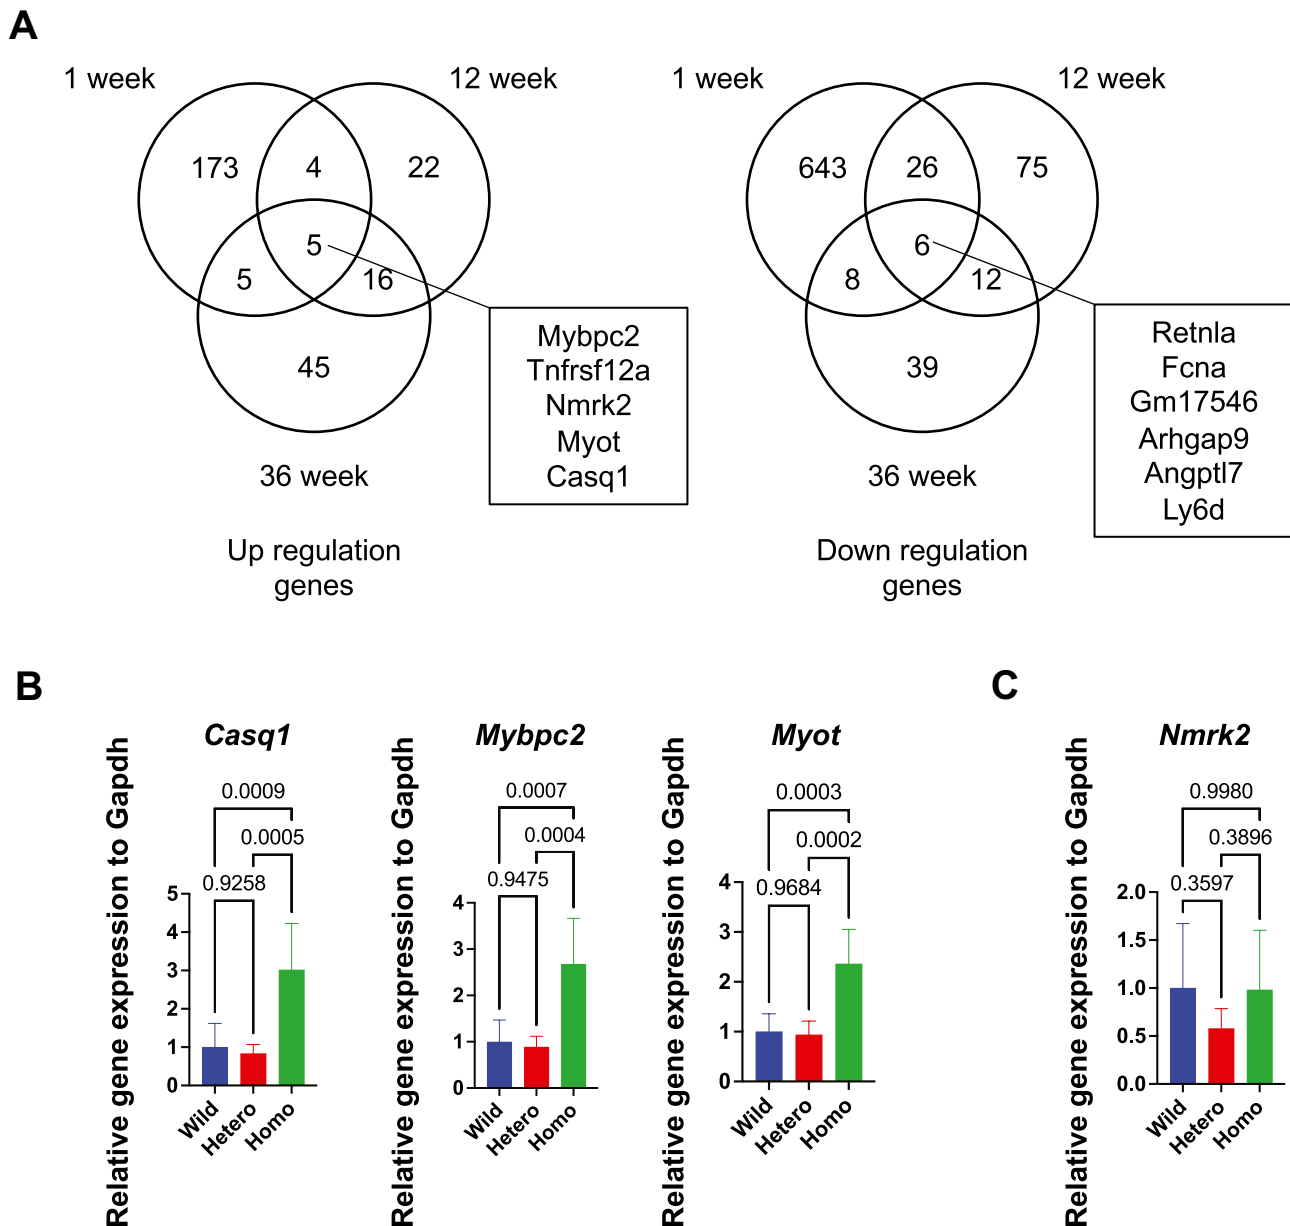 A
1 week
12 week
173
4
22
5
5
16
45
36 week
Mybpc2
Tnfrsf12a
Nmrk2
Myot
Casq1
Up regulation
genes
1 week
12 week
643
26
75
6
8
12
39
36 week
Retnla
Fcna
Gm17546
Arhgap9
Angptl7
Ly6d
Down regulation
genes
B
Casq1
Relative gene expression to Gapdh
0.0009
0.0005
0.9258
5
4
3
2
1
0
Wild
Hetero
Homo
Mybpc2
Relative gene expression to Gapdh
0.0007
0.0004
0.9475
4
3
2
1
0
Wild
Hetero
Homo
Myot
Relative gene expression to Gapdh
0.0003
0.0002
0.9684
4
3
2
1
0
Wild
Hetero
Homo
C
Nmrk2
Relative gene expression to Gapdh
0.9980
0.3896
0.3597
2.0
1.5
1.0
0.5
0.0
Wild
Hetero
Homo